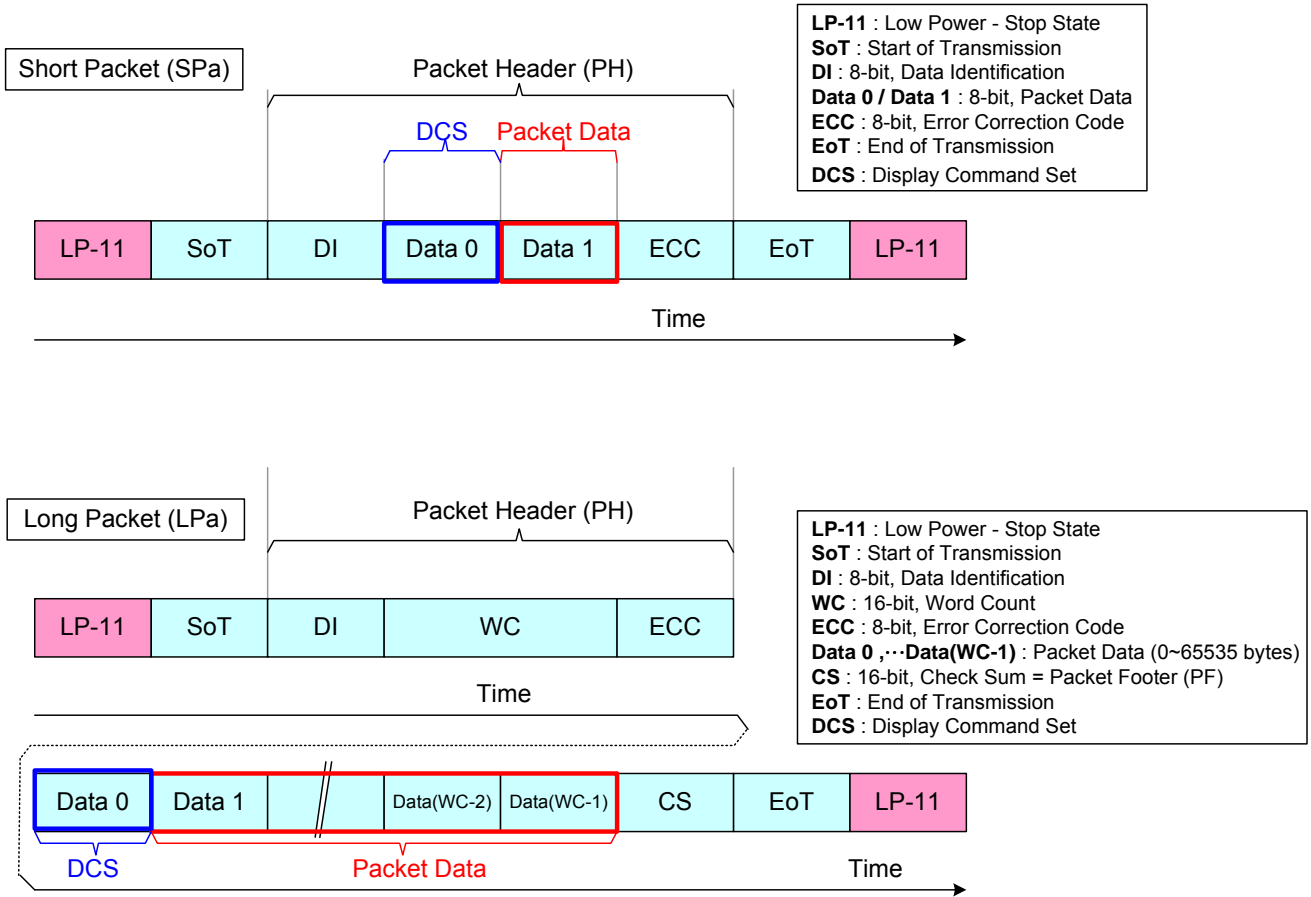 Short Packet (SPa)
Packet Header (PH)
DCS Packet Data
LP-11 SoT DI Data 0 Data 1 ECC EoT LP-11
Time
LP-11 : Low Power - Stop State
SoT : Start of Transmission
DI : 8-bit, Data Identification
Data 0 / Data 1 : 8-bit, Packet Data
ECC : 8-bit, Error Correction Code
EoT : End of Transmission
DCS : Display Command Set
Long Packet (LPa)
Packet Header (PH)
LP-11 SoT DI WC ECC
Time
Data 0 Data 1 Data(WC-2) Data(WC-1) CS EoT LP-11
DCS Packet Data Time
LP-11 : Low Power - Stop State
SoT : Start of Transmission
DI : 8-bit, Data Identification
WC : 16-bit, Word Count
ECC : 8-bit, Error Correction Code
Data 0 ,⋯Data(WC-1) : Packet Data (0~65535 bytes)
CS : 16-bit, Check Sum = Packet Footer (PF)
EoT : End of Transmission
DCS : Display Command Set